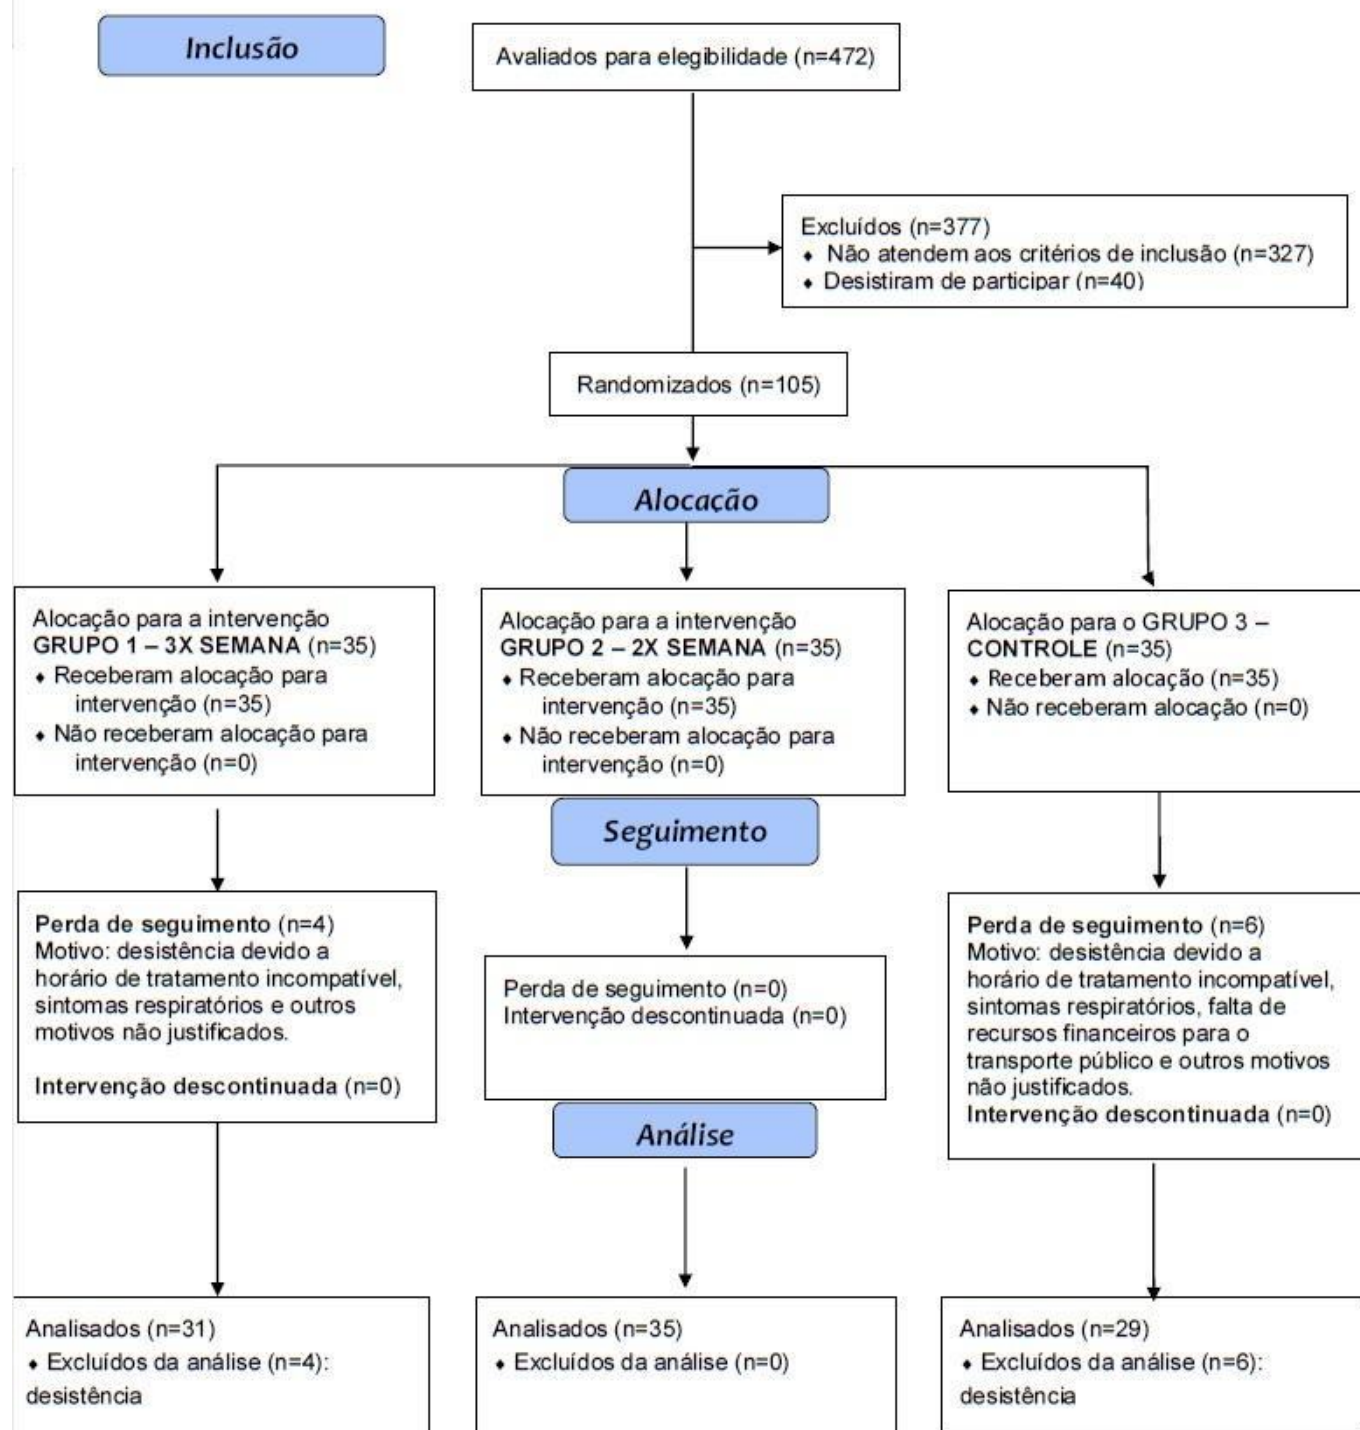 Inclusão
Avaliados para elegibilidade (n=472)
Excluídos (n=377)
⬧ Não atendem aos critérios de inclusão (n=327)
⬧ Desistiram de participar (n=40)
Randomizados (n=105)
Alocação
Alocação para a intervenção
GRUPO 1 – 3X SEMANA (n=35)
⬧ Receberam alocação para
intervenção (n=35)
⬧ Não receberam alocação para
intervenção (n=0)
Alocação para a intervenção
GRUPO 2 – 2X SEMANA (n=35)
⬧ Receberam alocação para
intervenção (n=35)
⬧ Não receberam alocação para
intervenção (n=0)
Alocação para o GRUPO 3 –
CONTROLE (n=35)
⬧ Receberam alocação (n=35)
⬧ Não receberam alocação (n=0)
Seguimento
Perda de seguimento (n=4)
Motivo: desistência devido a
horário de tratamento incompatível,
sintomas respiratórios e outros
motivos não justificados.
Intervenção descontinuada (n=0)
Perda de seguimento (n=0)
Intervenção descontinuada (n=0)
Perda de seguimento (n=6)
Motivo: desistência devido a
horário de tratamento incompatível,
sintomas respiratórios, falta de
recursos financeiros para o
transporte público e outros motivos
não justificados.
Intervenção descontinuada (n=0)
Análise
Analisados (n=31)
⬧ Excluídos da análise (n=4):
desistência
Analisados (n=35)
⬧ Excluídos da análise (n=0)
Analisados (n=29)
⬧ Excluídos da análise (n=6):
desistência